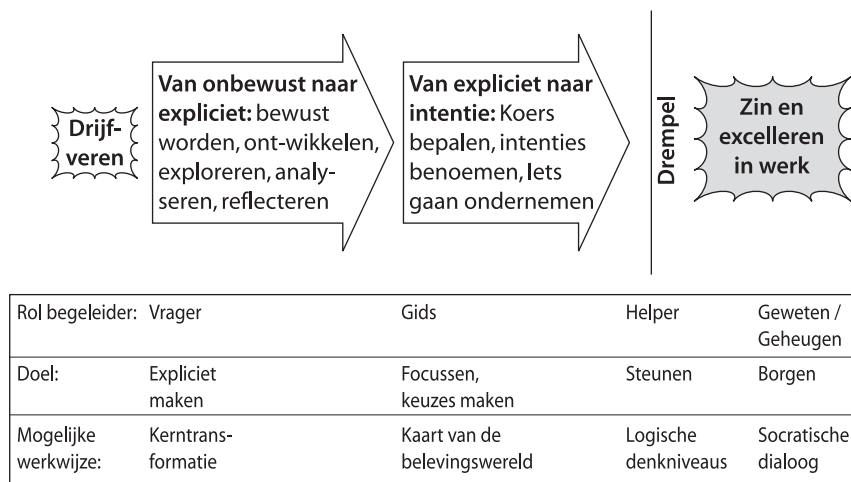 Drijf-
veren
Van onbewust naar
expliciet: bewust
worden, ont-wikkelen,
exploreren, analy-
seren, reflecteren
Van expliciet naar
intentie: Koers
bepalen, intenties
benoemen, Iets
gaan ondernemen
Drempel
Zin en
excelleren
in werk
Rol begeleider: Vrager Gids Helper Geweten /
Geheugen
Doel: Expliciet Focussen, Steunen Borgen
maken keuzes maken
Mogelijke Kerntrans- Kaart van de Logische Socratische
werkwijze: formatie belevingswereld denkniveaus dialoog